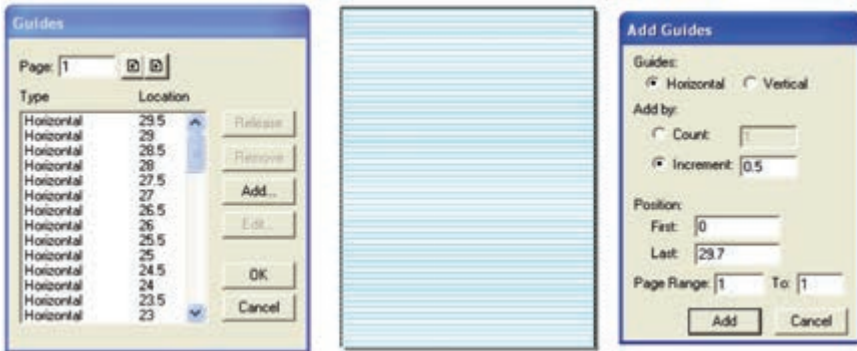 Guides
Page: 1
Type Location
Horizontal 29.5
Horizontal 29
Horizontal 28.5
Horizontal 28
Horizontal 27.5
Horizontal 27
Horizontal 26.5
Horizontal 26
Horizontal 25.5
Horizontal 25
Horizontal 24.5
Horizontal 24
Horizontal 23.5
Horizontal 23
Release
Remove
Add...
Edit...
OK
Cancel
Add Guides
Guides:
Horizontal Vertical
Add by:
Count: 1
Increment: 0.5
Position:
First: 0
Last: 29.7
Page Range: 1 To: 1
Add Cancel